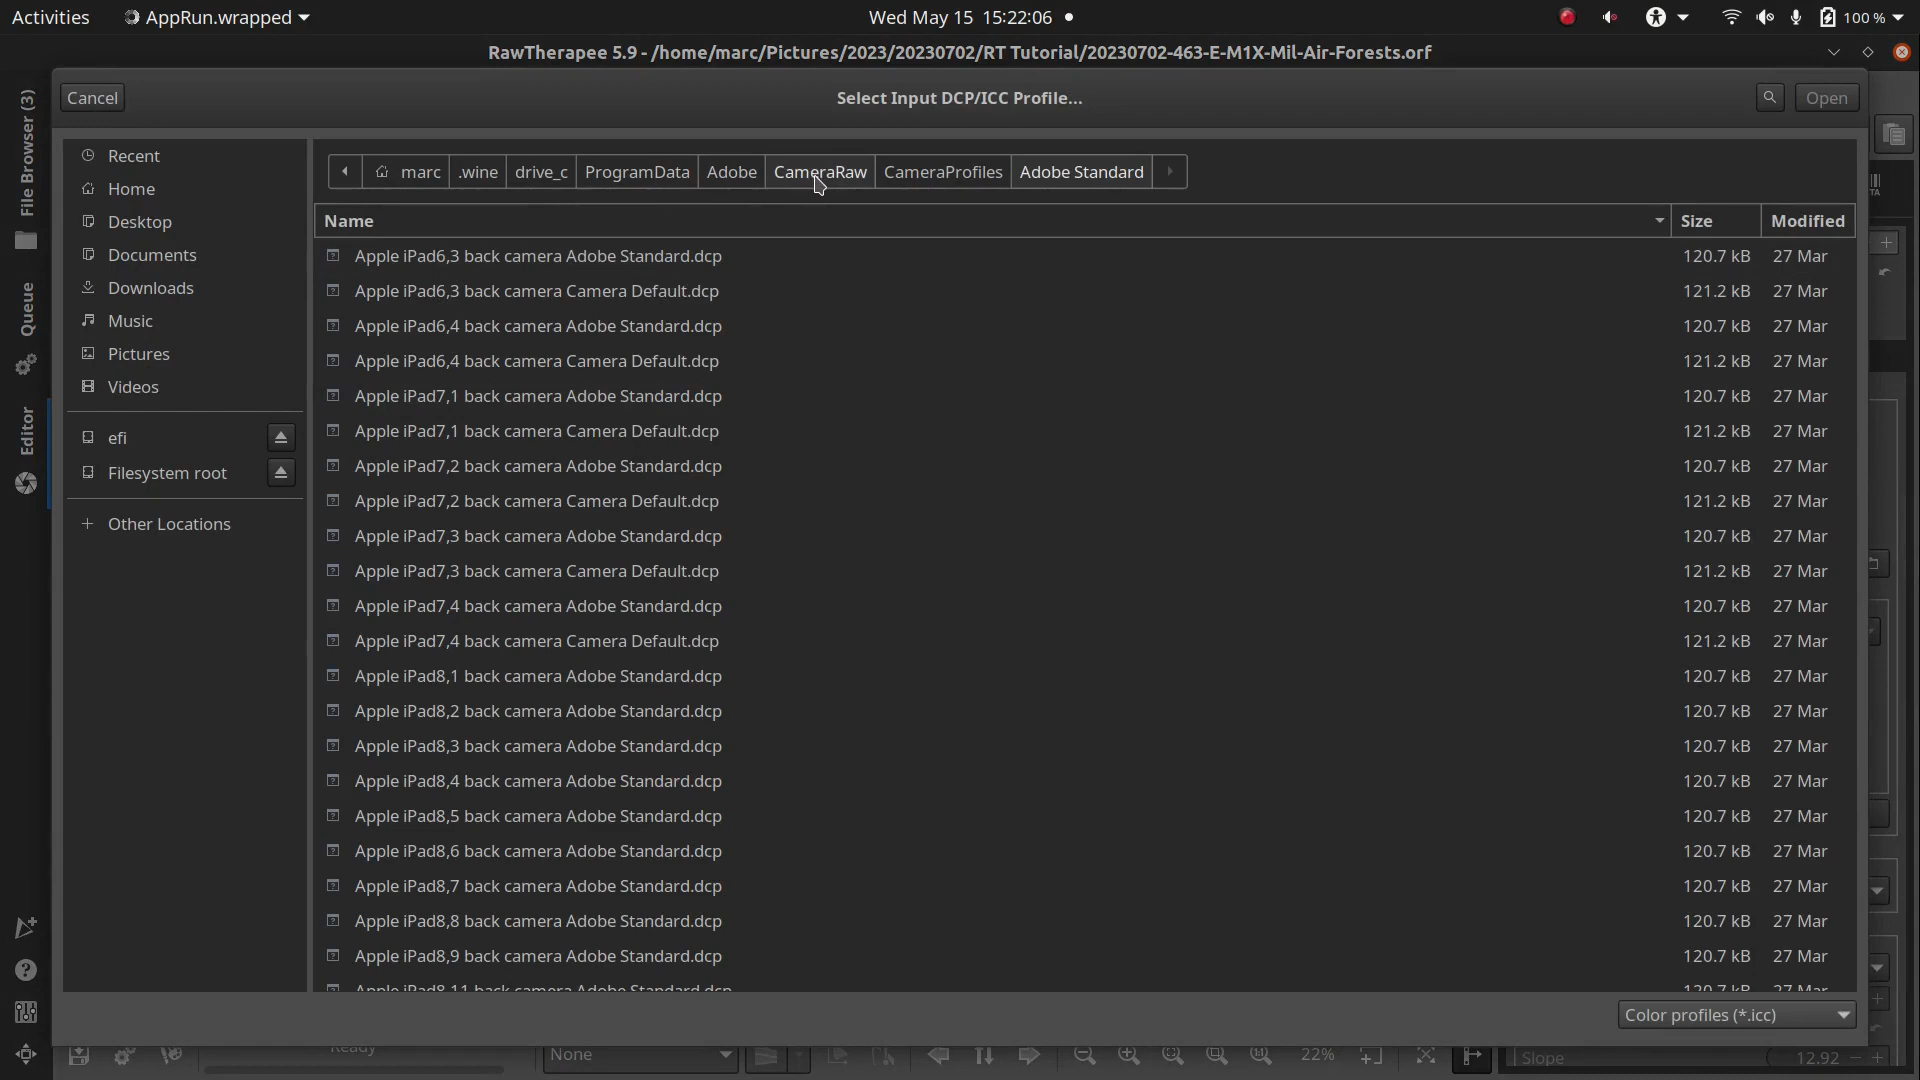 Activities AppRun.wrapped Wed May 15 15:22:06 100 %
RawTherapee 5.9 - /home/marc/Pictures/2023/20230702/RT Tutorial/20230702-463-E-M1X-Mil-Air-Forests.orf
Cancel Select Input DCP/ICC Profile... Open
File Browser (3)
Queue
Editor
Recent
Home
Desktop
Documents
Downloads
Music
Pictures
Videos
efi
Filesystem root
Other Locations
marc .wine drive_c ProgramData Adobe CameraRaw CameraProfiles Adobe Standard
Name Size Modified
Apple iPad6,3 back camera Adobe Standard.dcp 120.7 kB 27 Mar
Apple iPad6,3 back camera Camera Default.dcp 121.2 kB 27 Mar
Apple iPad6,4 back camera Adobe Standard.dcp 120.7 kB 27 Mar
Apple iPad6,4 back camera Camera Default.dcp 121.2 kB 27 Mar
Apple iPad7,1 back camera Adobe Standard.dcp 120.7 kB 27 Mar
Apple iPad7,1 back camera Camera Default.dcp 121.2 kB 27 Mar
Apple iPad7,2 back camera Adobe Standard.dcp 120.7 kB 27 Mar
Apple iPad7,2 back camera Camera Default.dcp 121.2 kB 27 Mar
Apple iPad7,3 back camera Adobe Standard.dcp 120.7 kB 27 Mar
Apple iPad7,3 back camera Camera Default.dcp 121.2 kB 27 Mar
Apple iPad7,4 back camera Adobe Standard.dcp 120.7 kB 27 Mar
Apple iPad7,4 back camera Camera Default.dcp 121.2 kB 27 Mar
Apple iPad8,1 back camera Adobe Standard.dcp 120.7 kB 27 Mar
Apple iPad8,2 back camera Adobe Standard.dcp 120.7 kB 27 Mar
Apple iPad8,3 back camera Adobe Standard.dcp 120.7 kB 27 Mar
Apple iPad8,4 back camera Adobe Standard.dcp 120.7 kB 27 Mar
Apple iPad8,5 back camera Adobe Standard.dcp 120.7 kB 27 Mar
Apple iPad8,6 back camera Adobe Standard.dcp 120.7 kB 27 Mar
Apple iPad8,7 back camera Adobe Standard.dcp 120.7 kB 27 Mar
Apple iPad8,8 back camera Adobe Standard.dcp 120.7 kB 27 Mar
Apple iPad8,9 back camera Adobe Standard.dcp 120.7 kB 27 Mar
Apple iPad8,11 back camera Adobe Standard.dcp 120.7 kB 27 Mar
Color profiles (*.icc)
Ready None 22% Slope 12.92